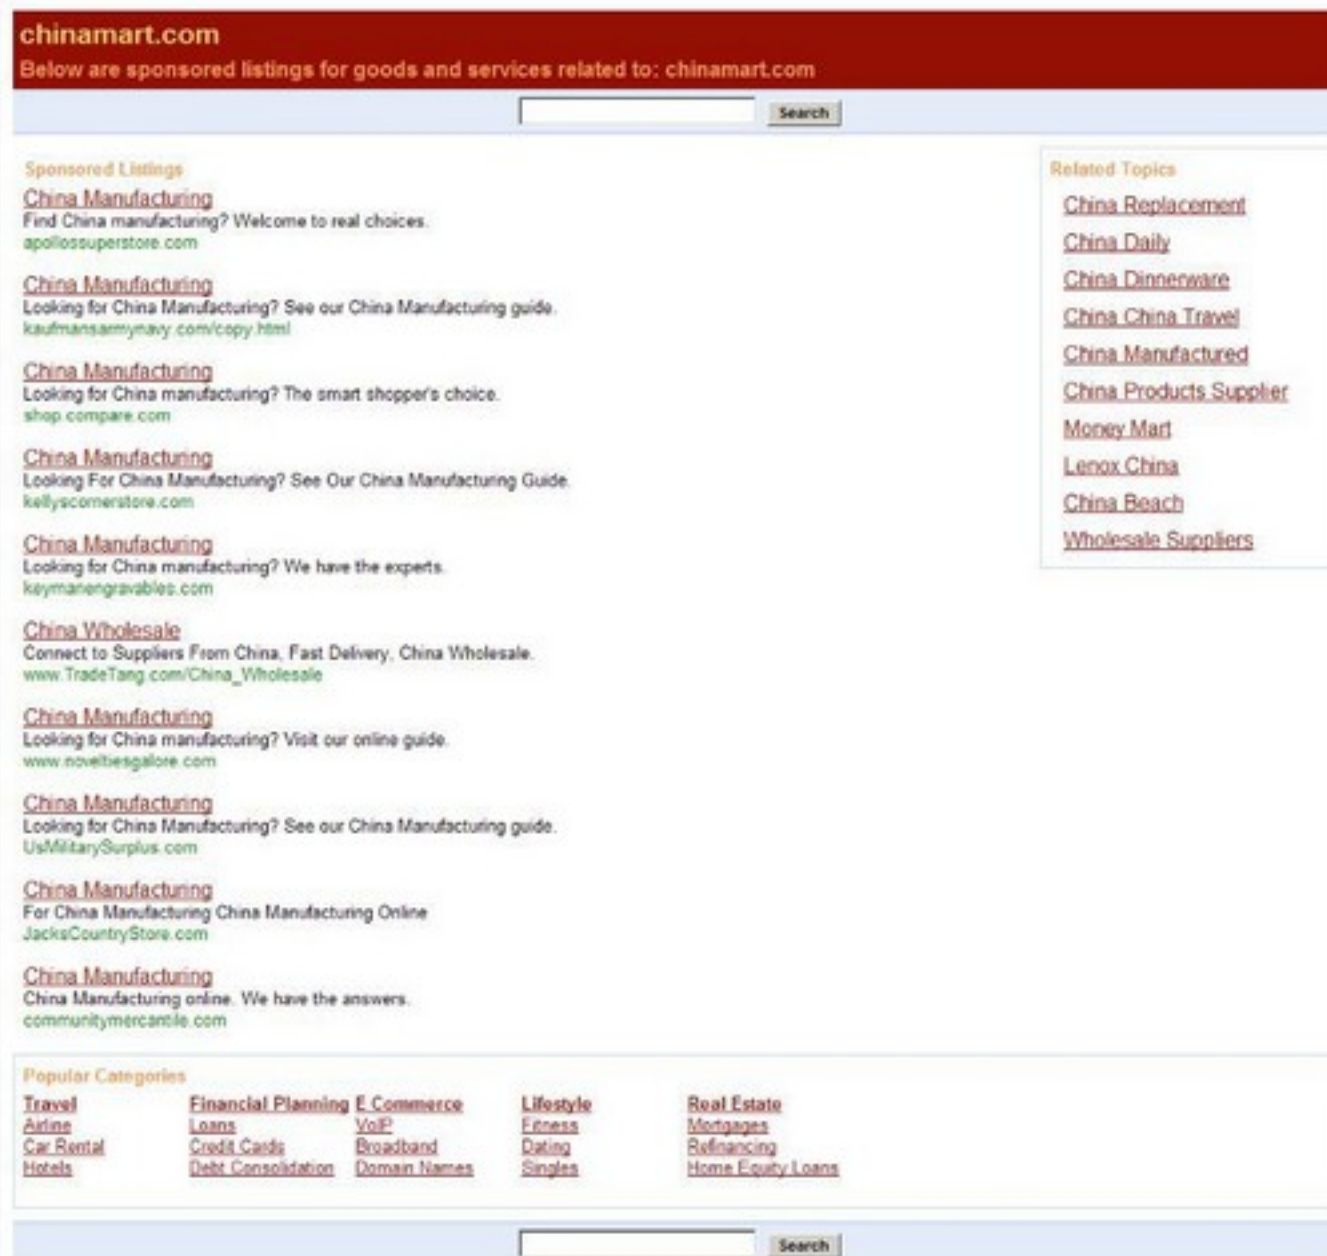 chinamart.com
Below are sponsored listings for goods and services related to: chinamart.com
Search
Sponsored Listings
China Manufacturing
Find China manufacturing? Welcome to real choices.
apollossuperstore.com
China Manufacturing
Looking for China Manufacturing? See our China Manufacturing guide.
kaufmansarmynavy.com/copy.html
China Manufacturing
Looking for China manufacturing? The smart shopper's choice.
shop.compare.com
China Manufacturing
Looking For China Manufacturing? See Our China Manufacturing Guide.
kellyscornerstore.com
China Manufacturing
Looking for China manufacturing? We have the experts.
keymanengravables.com
China Wholesale
Connect to Suppliers From China, Fast Delivery, China Wholesale.
www.TradeTang.com/China_Wholesale
China Manufacturing
Looking for China manufacturing? Visit our online guide.
www.noveltiesgalore.com
China Manufacturing
Looking for China Manufacturing? See our China Manufacturing guide.
UsMilitarySurplus.com
China Manufacturing
For China Manufacturing China Manufacturing Online
JacksCountryStore.com
China Manufacturing
China Manufacturing online. We have the answers.
communitymercantile.com
Related Topics
China Replacement
China Daily
China Dinnerware
China China Travel
China Manufactured
China Products Supplier
Money Mart
Lenox China
China Beach
Wholesale Suppliers
Popular Categories
Travel Financial Planning E Commerce Lifestyle Real Estate
Airline Loans VoIP Fitness Mortgages
Car Rental Credit Cards Broadband Dating Refinancing
Hotels Debt Consolidation Domain Names Singles Home Equity Loans
Search